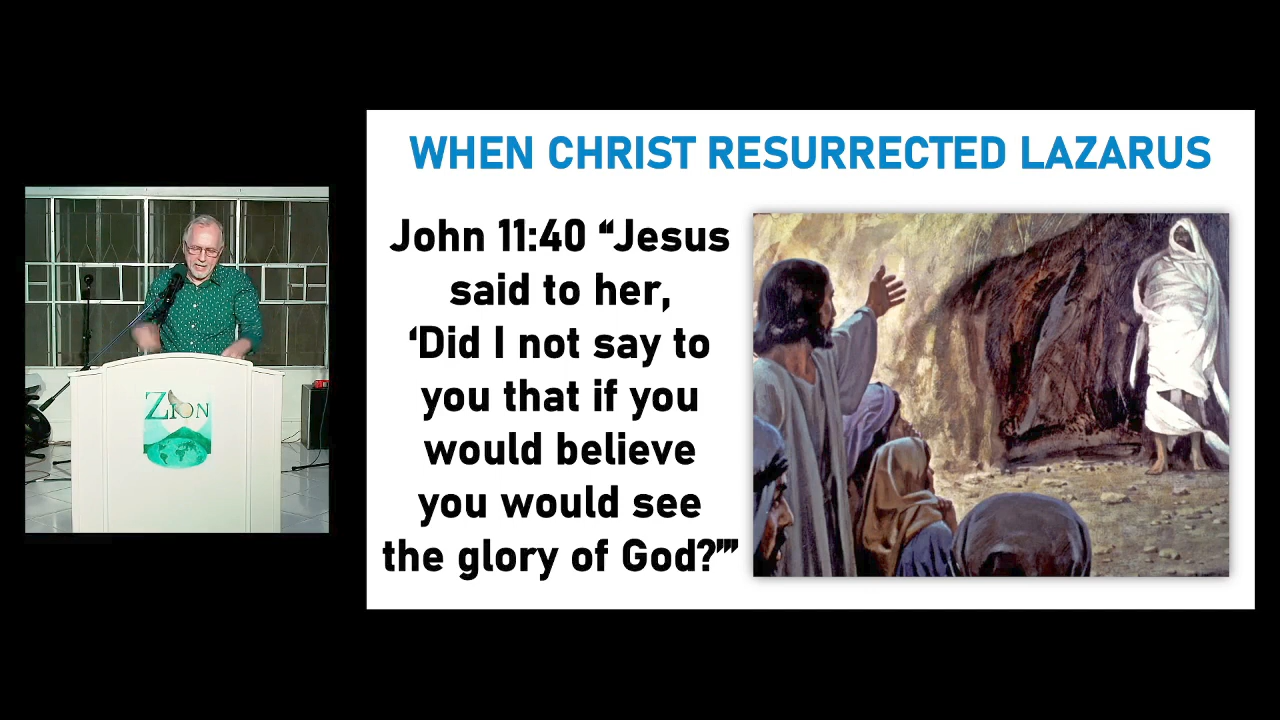 WHEN CHRIST RESURRECTED LAZARUS
John 11:40 “Jesus
said to her,
‘Did I not say to
you that if you
would believe
you would see
the glory of God?’”
ZION